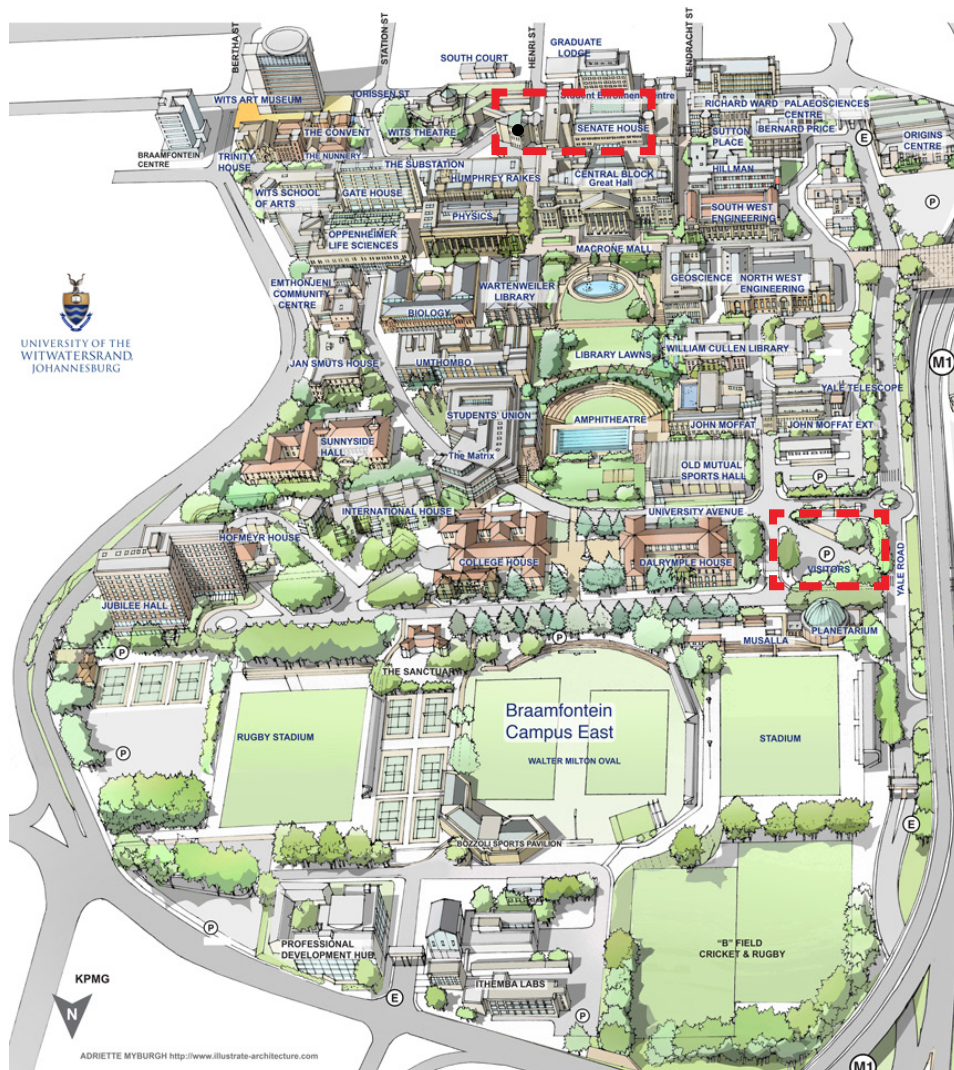 BERTHA ST
STATION ST
HENRI ST
EENDRACHT ST
GRADUATE
LODGE
SOUTH COURT
JORISSEN ST
Student Enrolment Centre
WITS ART MUSEUM
RICHARD WARD
PALAEOSCIENCES
CENTRE
THE CONVENT
WITS THEATRE
SENATE HOUSE
SUTTON
PLACE
BERNARD PRICE
E
ORIGINS
CENTRE
BRAAMFONTEIN
CENTRE
TRINITY
HOUSE
THE NUNNERY
THE SUBSTATION
HUMPHREY RAIKES
CENTRAL BLOCK
Great Hall
HILLMAN
WITS SCHOOL
OF ARTS
GATE HOUSE
P
PHYSICS
SOUTH WEST
ENGINEERING
OPPENHEIMER
LIFE SCIENCES
MACRONE MALL
EMTHONJENI
COMMUNITY
CENTRE
WARTENWEILER
LIBRARY
GEOSCIENCE
NORTH WEST
ENGINEERING
BIOLOGY
UNIVERSITY OF THE
WITWATERSRAND,
JOHANNESBURG
JAN SMUTS HOUSE
UMTHOMBO
LIBRARY LAWNS
WILLIAM CULLEN LIBRARY
M1
YALE TELESCOPE
STUDENTS' UNION
AMPHITHEATRE
JOHN MOFFAT
JOHN MOFFAT EXT
SUNNYSIDE
HALL
The Matrix
OLD MUTUAL
SPORTS HALL
P
INTERNATIONAL HOUSE
UNIVERSITY AVENUE
HOFMEYR HOUSE
COLLEGE HOUSE
DALRYMPLE HOUSE
P
VISITORS
YALE ROAD
JUBILEE HALL
PLANETARIUM
MUSALLA
P
P
THE SANCTUARY
Braamfontein
Campus East
RUGBY STADIUM
STADIUM
P
WALTER MILTON OVAL
E
BOZZOLI SPORTS PAVILION
P
PROFESSIONAL
DEVELOPMENT HUB
"B" FIELD
CRICKET & RUGBY
KPMG
ITHEMBA LABS
E
P
N
ADRIETTE MYBURGH http://www.illustrate-architecture.com
M1